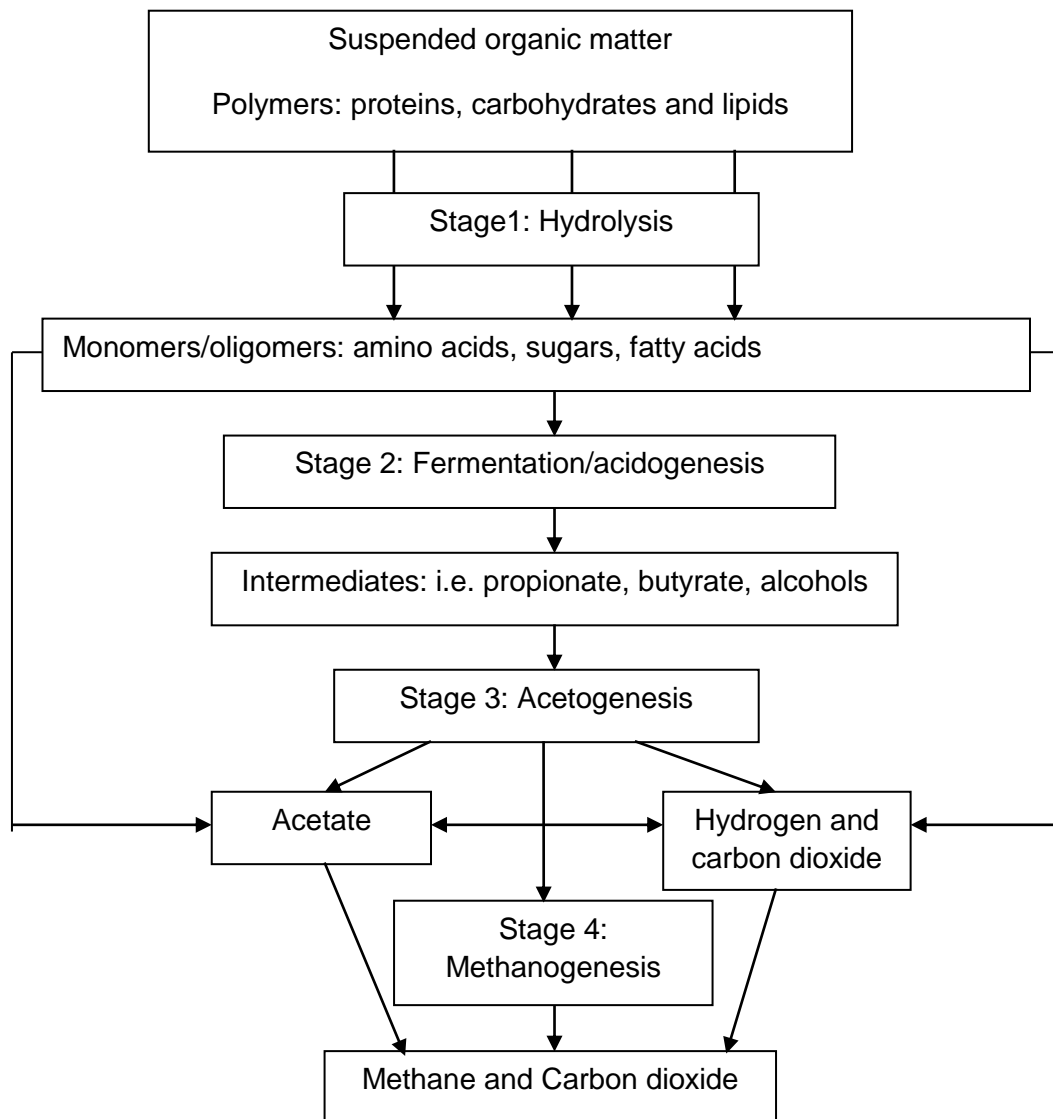 Suspended organic matter
Polymers: proteins, carbohydrates and lipids
Stage1: Hydrolysis
Monomers/oligomers: amino acids, sugars, fatty acids
Stage 2: Fermentation/acidogenesis
Intermediates: i.e. propionate, butyrate, alcohols
Stage 3: Acetogenesis
Acetate
Hydrogen and
carbon dioxide
Stage 4:
Methanogenesis
Methane and Carbon dioxide